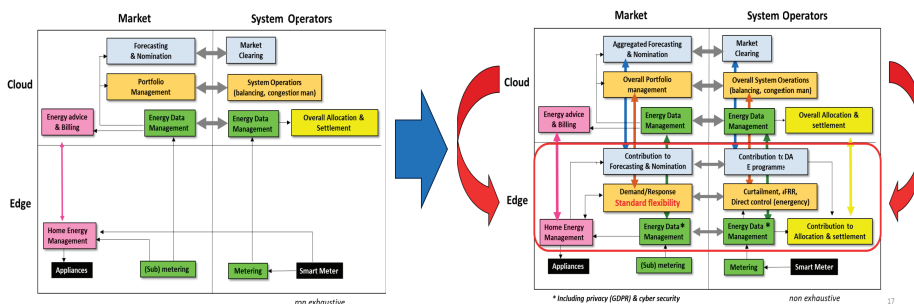 Market
System Operators
Forecasting
& Nomination
Market
Clearing
Cloud
Portfolio
Management
System Operations
(balancing, congestion man)
Energy advice
& Billing
Energy Data
Management
Energy Data
Management
Overall Allocation &
Settlement
Edge
Home Energy
Management
Appliances
(Sub) metering
Metering
Smart Meter
non exhaustive
Market
System Operators
Aggregated Forecasting
& Nomination
Market
Clearing
Cloud
Overall Portfolio
management
Overall System Operations
(balancing, congestion man)
Energy advice
& Billing
Energy Data
Management
Energy Data
Management
Overall Allocation &
settlement
Contribution to
Forecasting & Nomination
Contribution to DA
E programme
Edge
Demand/Response
Standard flexibility
Curtailment, aFRR,
Direct control (emergency)
Home Energy
Management
Energy Data*
Management
Energy Data *
Management
Contribution to
Allocation & settlement
Appliances
(Sub) metering
Metering
Smart Meter
* Including privacy (GDPR) & cyber security
non exhaustive
17